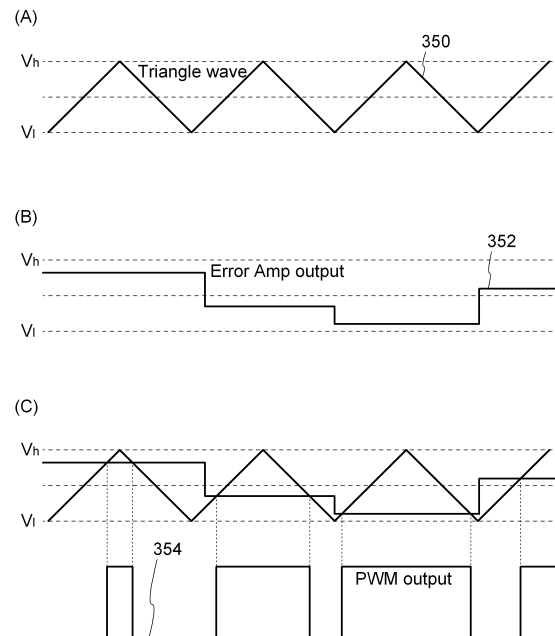 (A)
350
Vh
Triangle wave
Vl
(B)
352
Vh
Error Amp output
Vl
(C)
Vh
Vl
354
PWM output